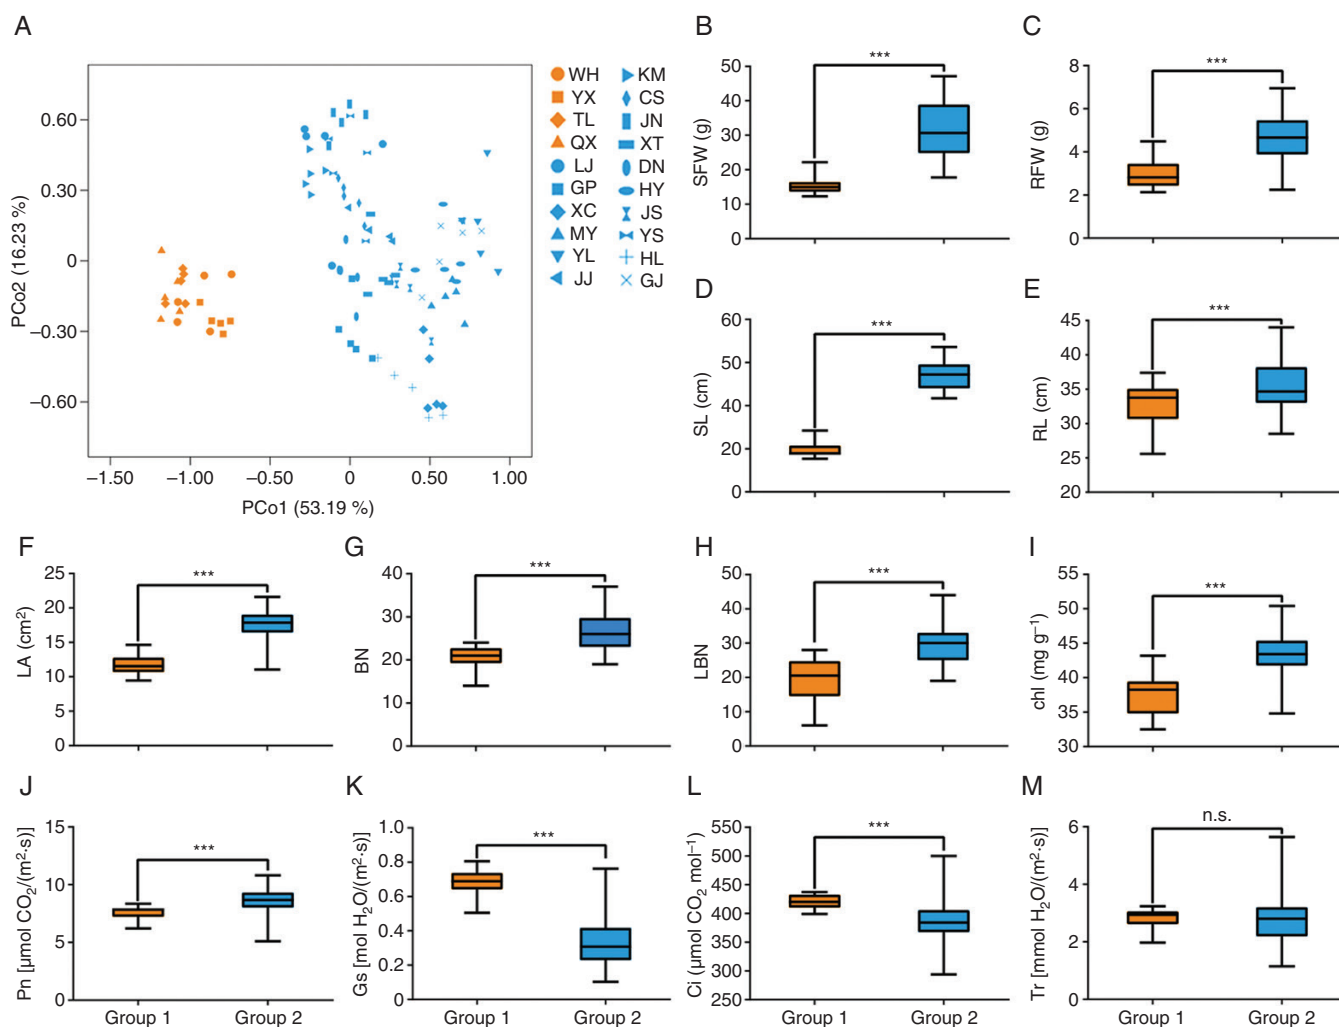 A
0.60
0.30
0
−0.30
−0.60
PCo2 (16.23 %)
−1.50 −1.00 −0.50 0 0.50 1.00
PCo1 (53.19 %)
WH KM
YX CS
TL JN
QX XT
LJ DN
GP HY
XC JS
MY YS
YL HL
JJ GJ
B
50
40
30
20
10
0
SFW (g)
***
C
8
6
4
2
0
RFW (g)
***
D
60
50
60
40
20
0
SL (cm)
***
E
45
40
35
30
25
20
RL (cm)
***
F
25
20
15
10
5
0
LA (cm²)
***
G
40
30
20
10
0
BN
***
H
50
40
30
20
10
0
LBN
***
I
55
50
45
40
35
30
chl (mg g⁻¹)
***
J
15
10
5
0
Pn [μmol CO₂/(m²·s)]
***
Group 1 Group 2
K
1.0
0.8
0.6
0.4
0.2
0
Gs [mol H₂O/(m²·s)]
***
Group 1 Group 2
L
550
500
450
400
350
300
250
Ci (μmol CO₂ mol⁻¹)
***
Group 1 Group 2
M
6
4
2
0
Tr [mmol H₂O/(m²·s)]
n.s.
Group 1 Group 2